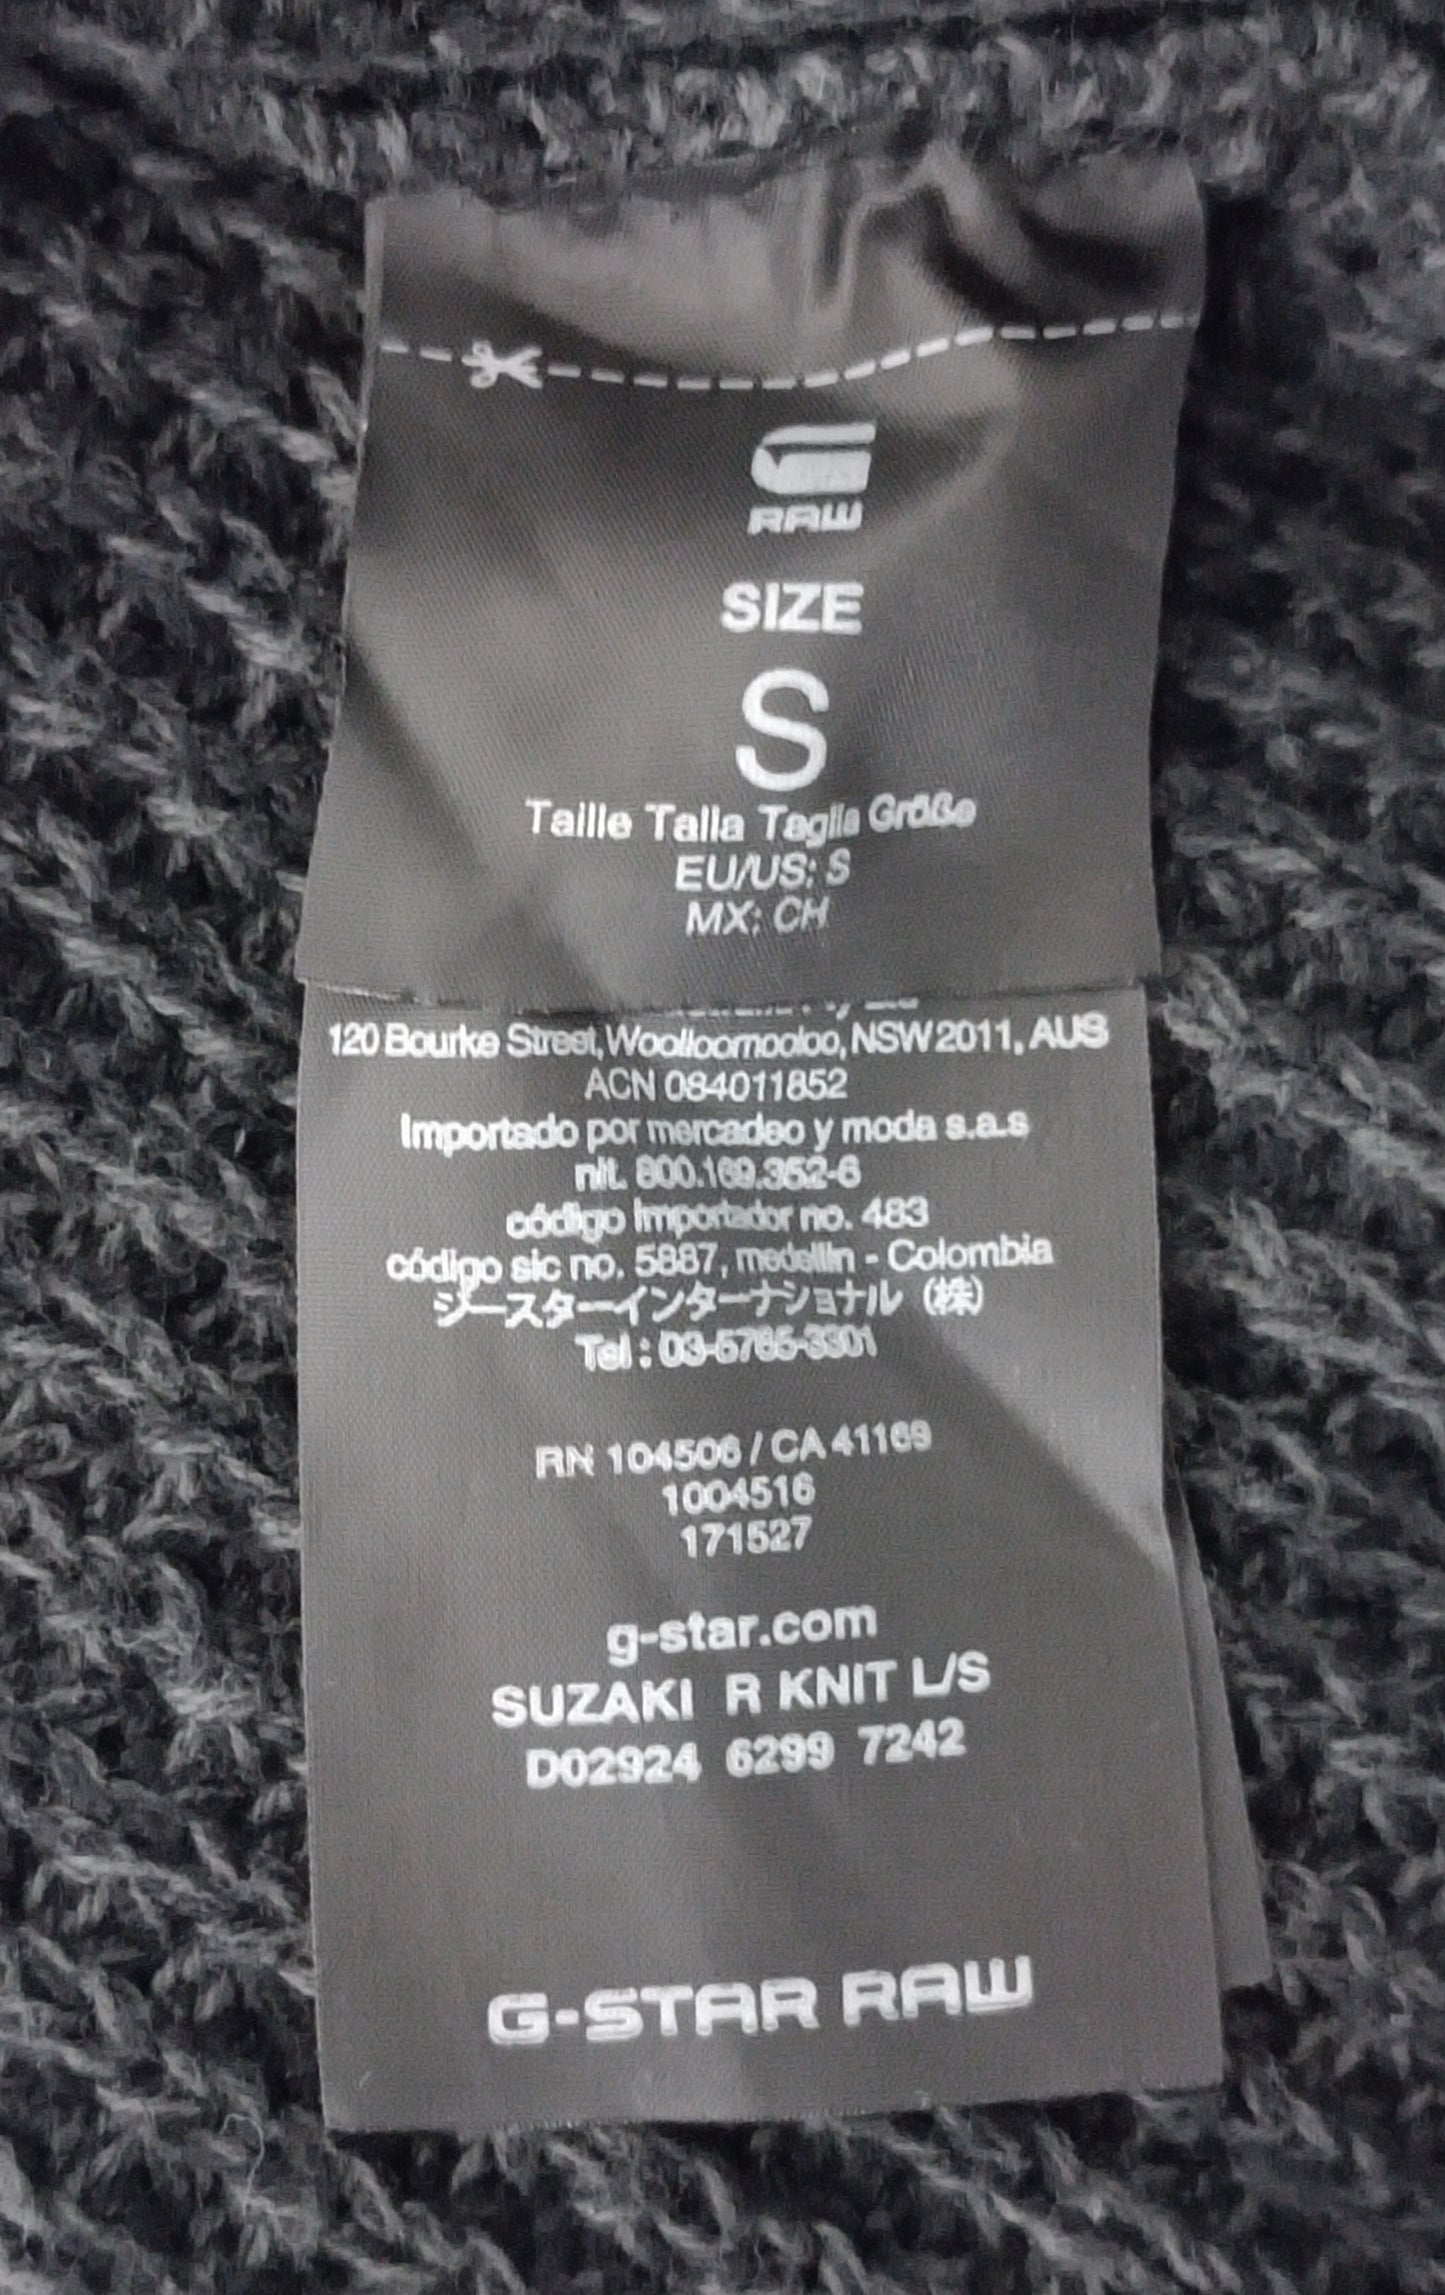 RAW
SIZE
S
Taille Talla Taglia Größe
EU/US: S
MX: CH
120 Bourke Street, Woolloomooloo, NSW 2011, AUS
ACN 084011852
Importado por mercadeo y moda s.a.s
nit. 800.169.352-6
código importador no. 483
código sic no. 5887, medellin - Colombia
ジースターインターナショナル (株)
Tel : 03-5765-3301
RN 104506 / CA 41169
1004516
171527
g-star.com
SUZAKI R KNIT L/S
D02924 6299 7242
G-STAR RAW